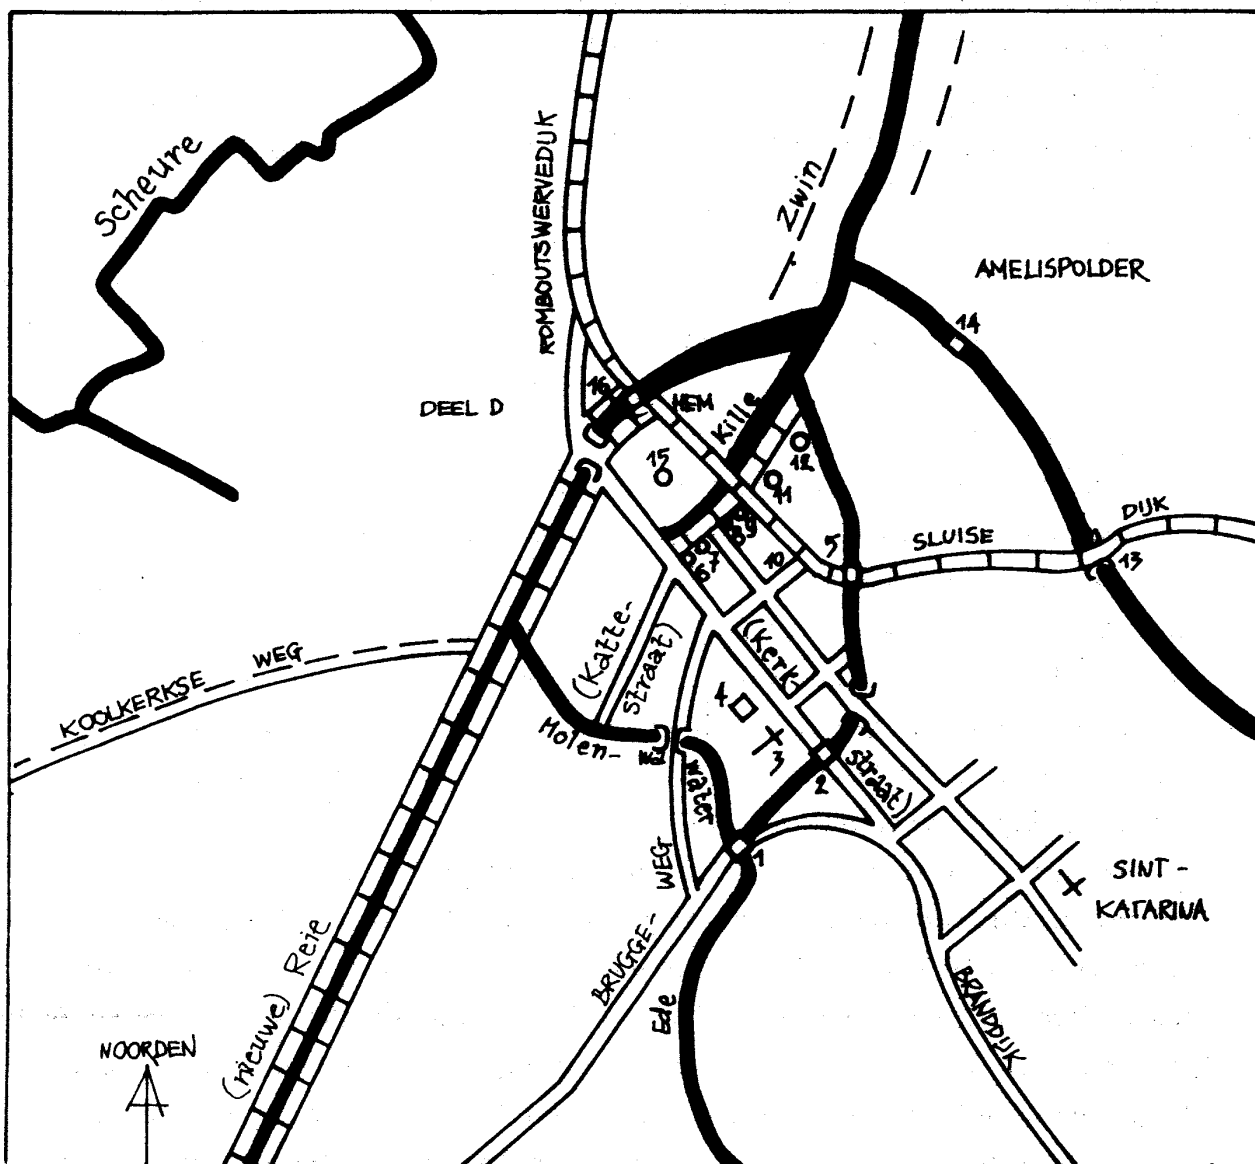 Scheure
ROMBOUTSWERVEDIJK
Zwin
AMELISPOLDER
14
16
HEM
DEEL D
Kille
15
12
11
9
DIJK
SLUISE
5
10
7
6
13
(Katte-
straat)
(Kerk-
straat)
KOOLKERKSE WEG
4
3
Molen-
water
2
1
WEG
BRUGGE-
SINT-
KATARINA
(nieuwe) Reie
Ede
BRANDDIJK
NOORDEN